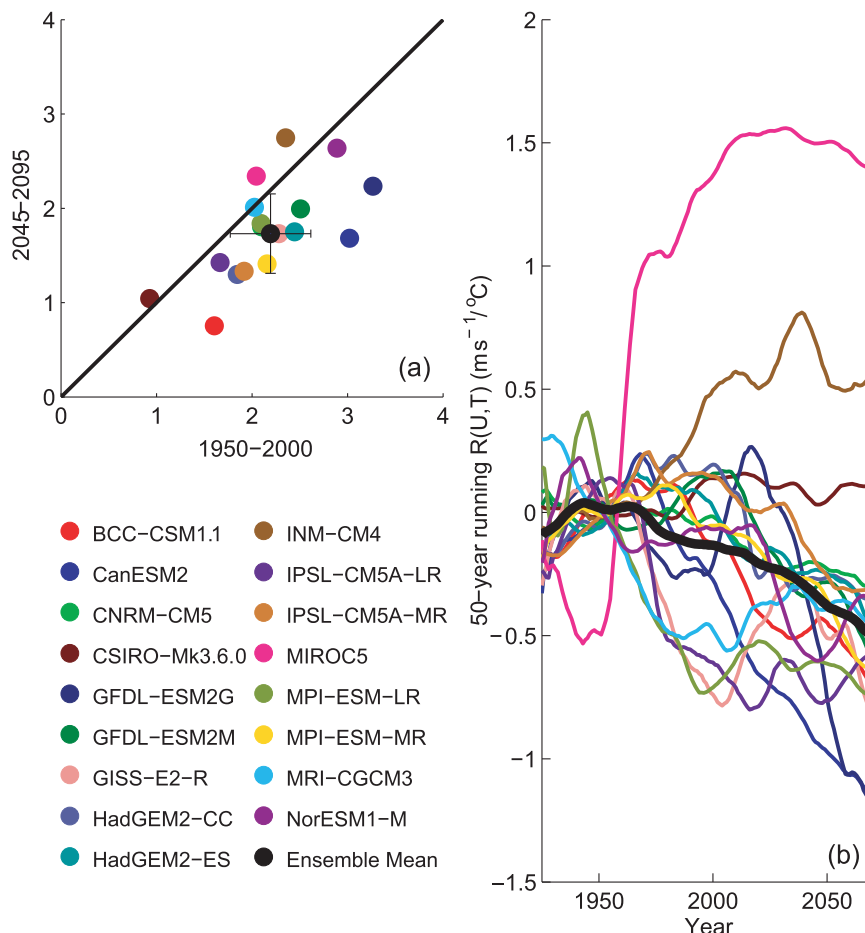 4
3
2
1
0
0 1 2 3 4
2045−2095
1950−2000
(a)
BCC−CSM1.1
CanESM2
CNRM−CM5
CSIRO−Mk3.6.0
GFDL−ESM2G
GFDL−ESM2M
GISS−E2−R
HadGEM2−CC
HadGEM2−ES
INM−CM4
IPSL−CM5A−LR
IPSL−CM5A−MR
MIROC5
MPI−ESM−LR
MPI−ESM−MR
MRI−CGCM3
NorESM1−M
Ensemble Mean
50−year running R(U,T) (ms⁻¹/°C)
2
1.5
1
0.5
0
−0.5
−1
−1.5
1950 2000 2050
Year
(b)